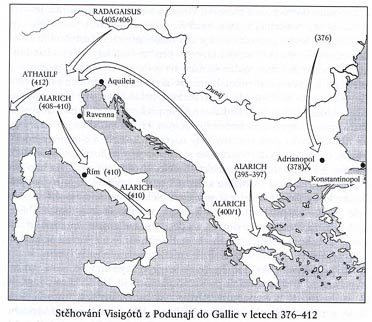 RADAGAISUS
(405/406)
(376)
ATHAULF
(412)
Aquileia
Dunaj
ALARICH
(408-410)
Ravenna
Adrianopol
(378)
Konstantinopol
ALARICH
(395-397)
Řím (410)
ALARICH
(410)
ALARICH
(400/1)
Stěhování Visigótů z Podunají do Gallie v letech 376–412